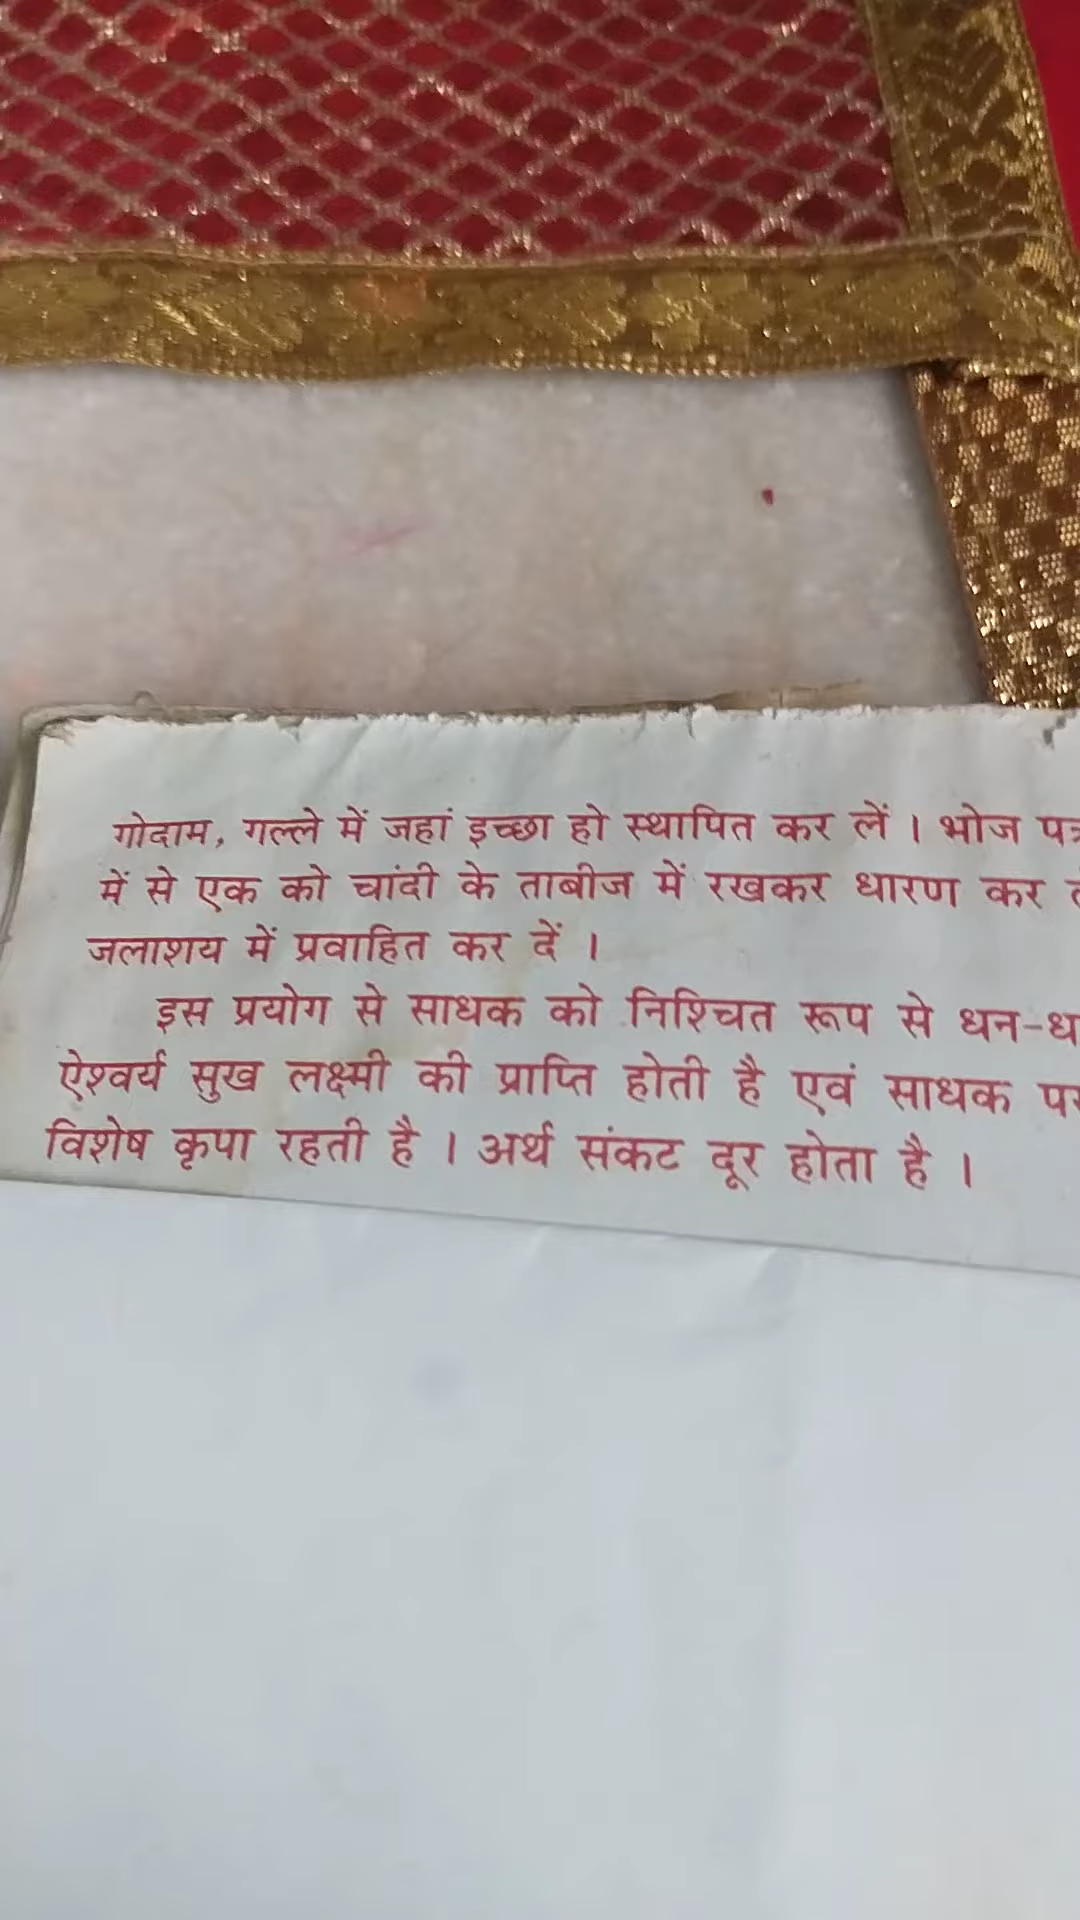 गोदाम, गल्ले में जहां इच्छा हो स्थापित कर लें । भोज
में से एक को चांदी के ताबीज में रखकर धारण कर
जलाशय में प्रवाहित कर दें ।
इस प्रयोग से साधक को निश्चित रूप से धन-
ऐश्वर्य सुख लक्ष्मी की प्राप्ति होती है एवं साधक
विशेष कृपा रहती है । अर्थ संकट दूर होता है ।